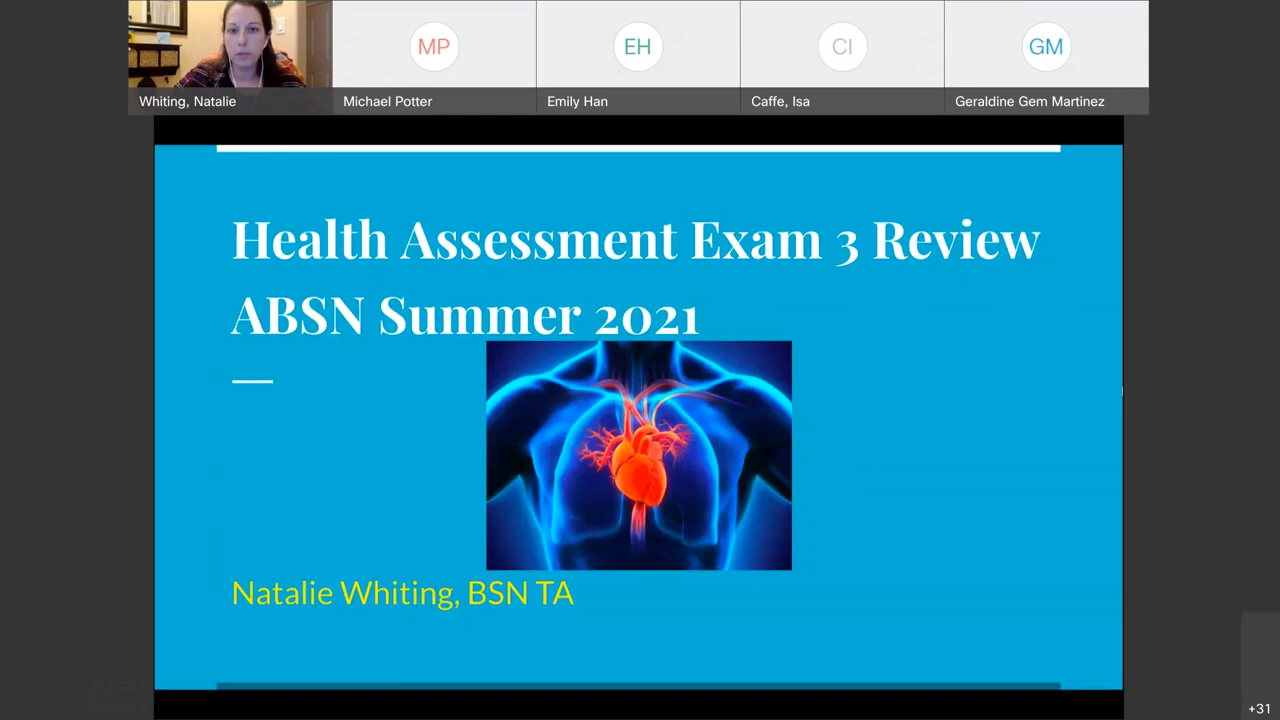 MP
EH
CI
GM
Whiting, Natalie
Michael Potter
Emily Han
Caffe, Isa
Geraldine Gem Martinez
Health Assessment Exam 3 Review
ABSN Summer 2021
Natalie Whiting, BSN TA
+31